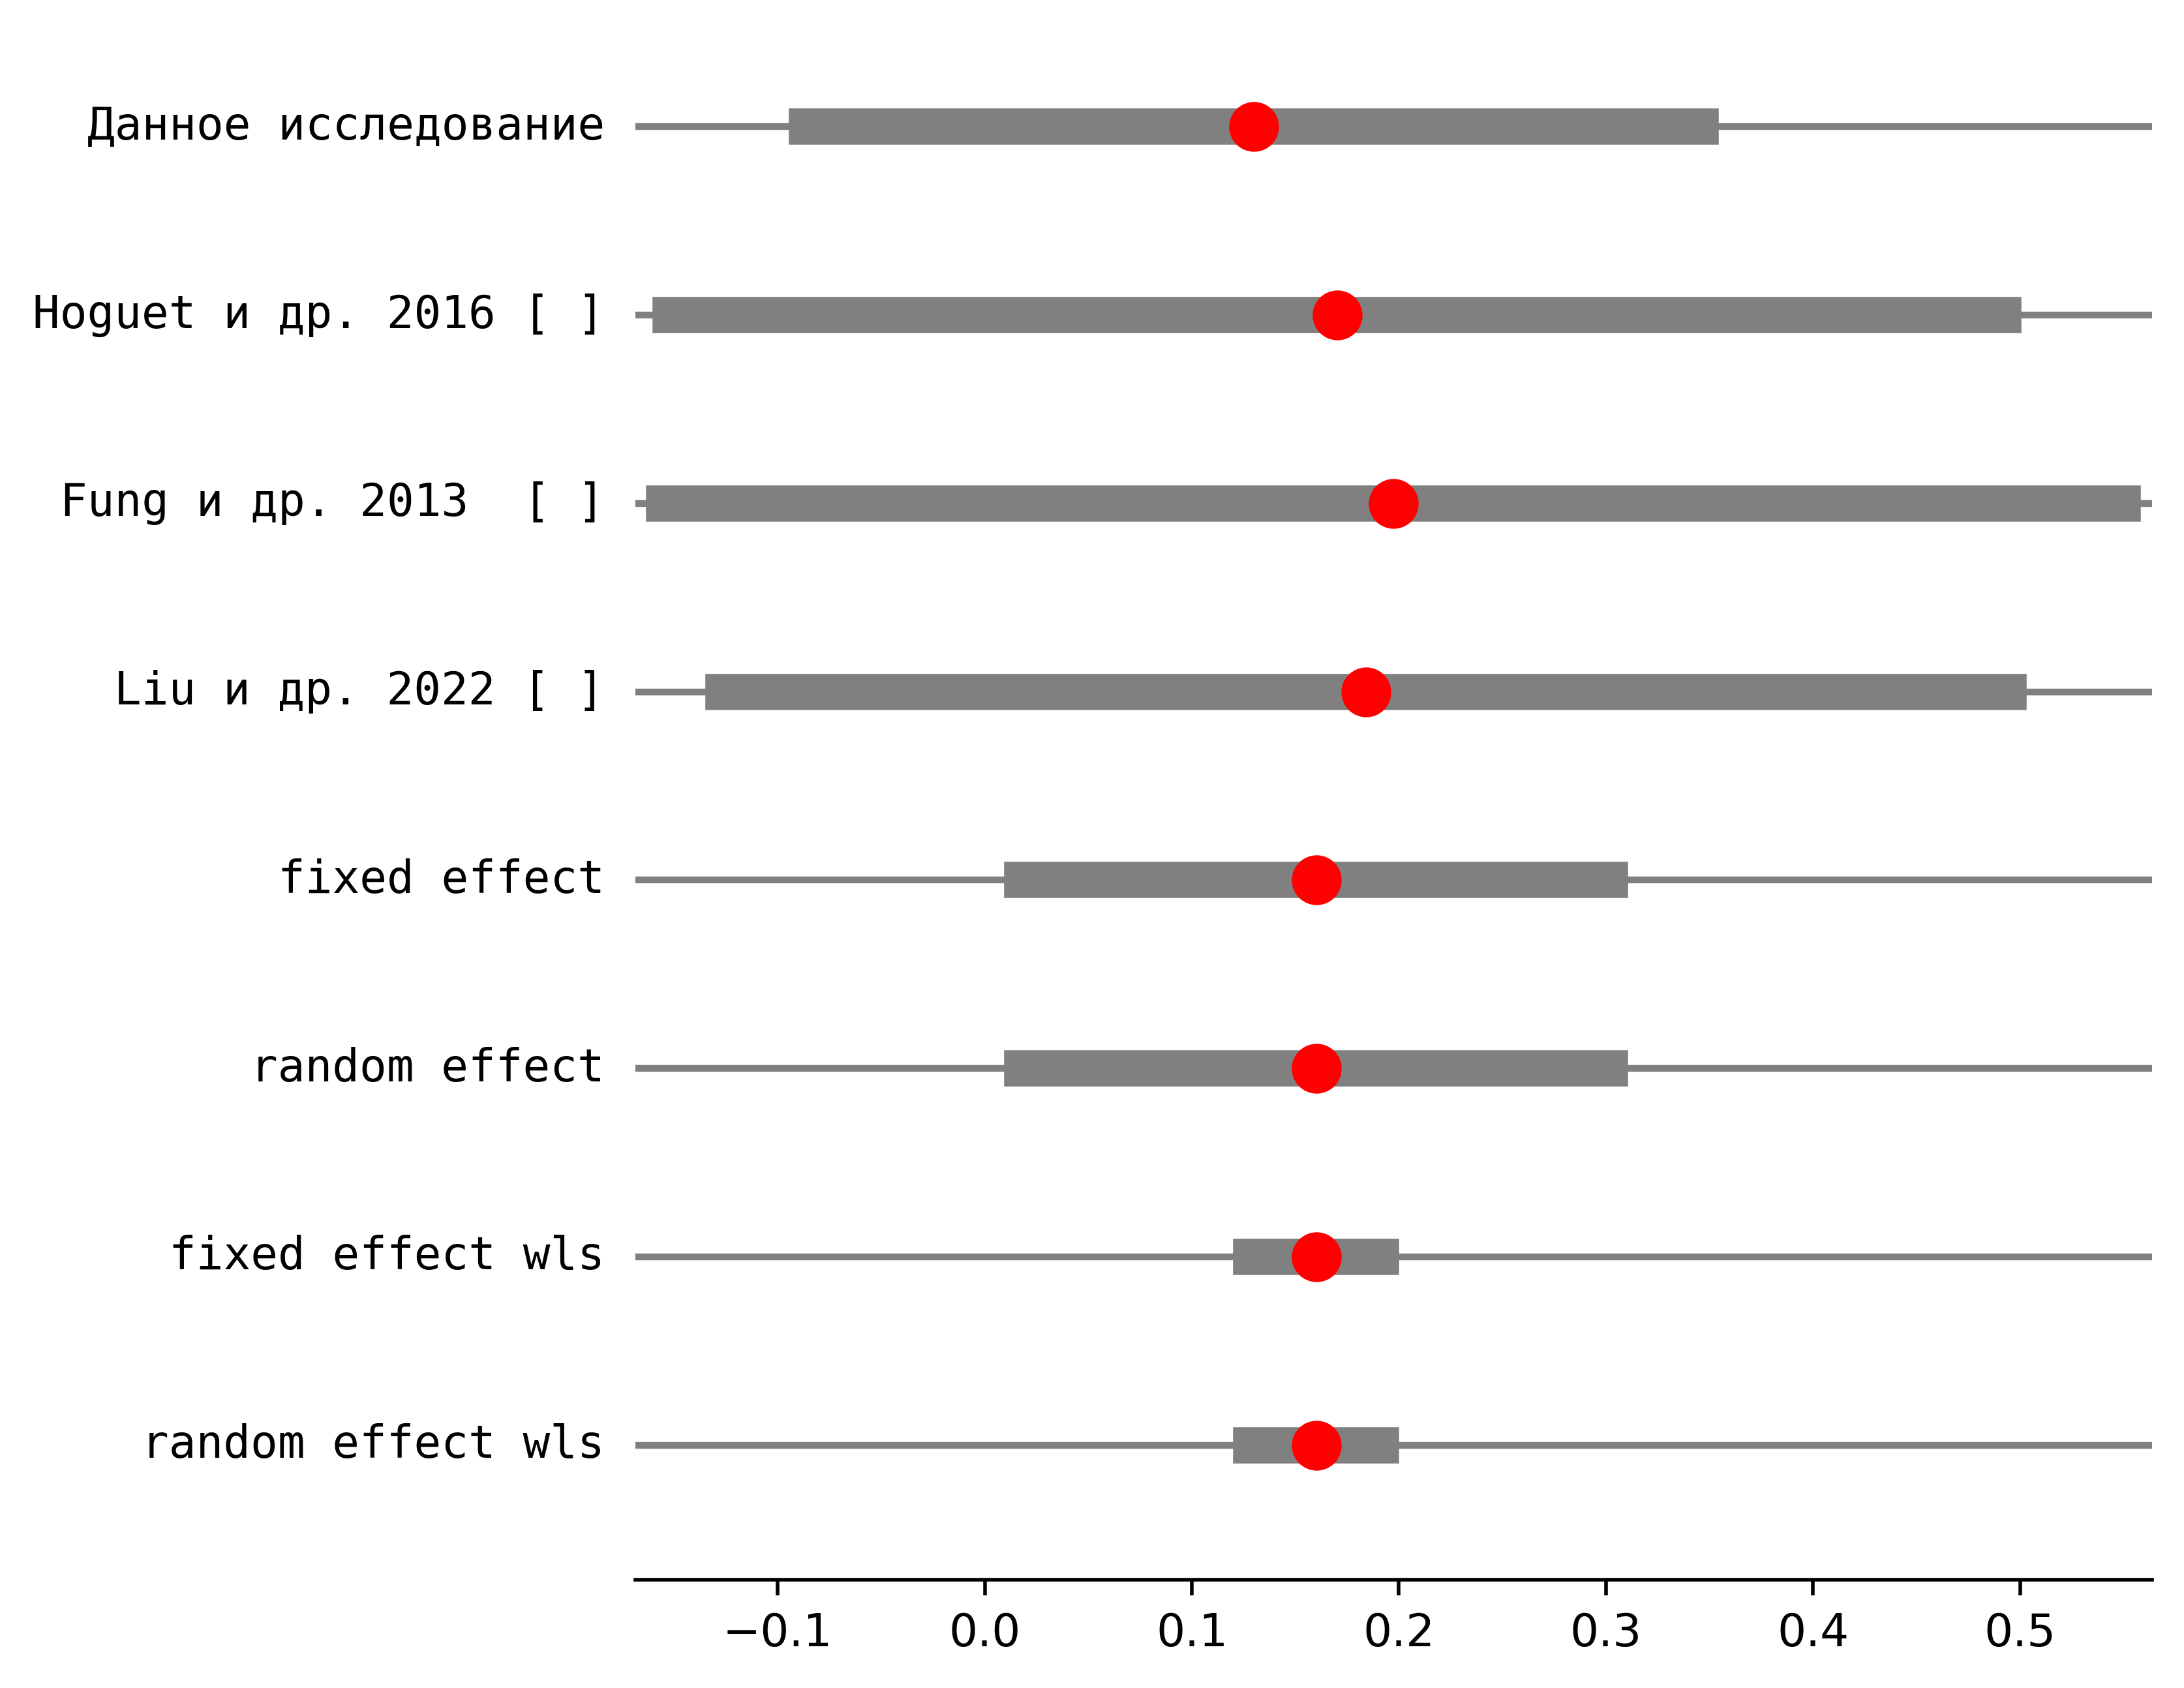 Данное исследование
Hoguet и др. 2016 [ ]
Fung и др. 2013  [ ]
Liu и др. 2022 [ ]
fixed effect
random effect
fixed effect wls
random effect wls
−0.1 0.0 0.1 0.2 0.3 0.4 0.5